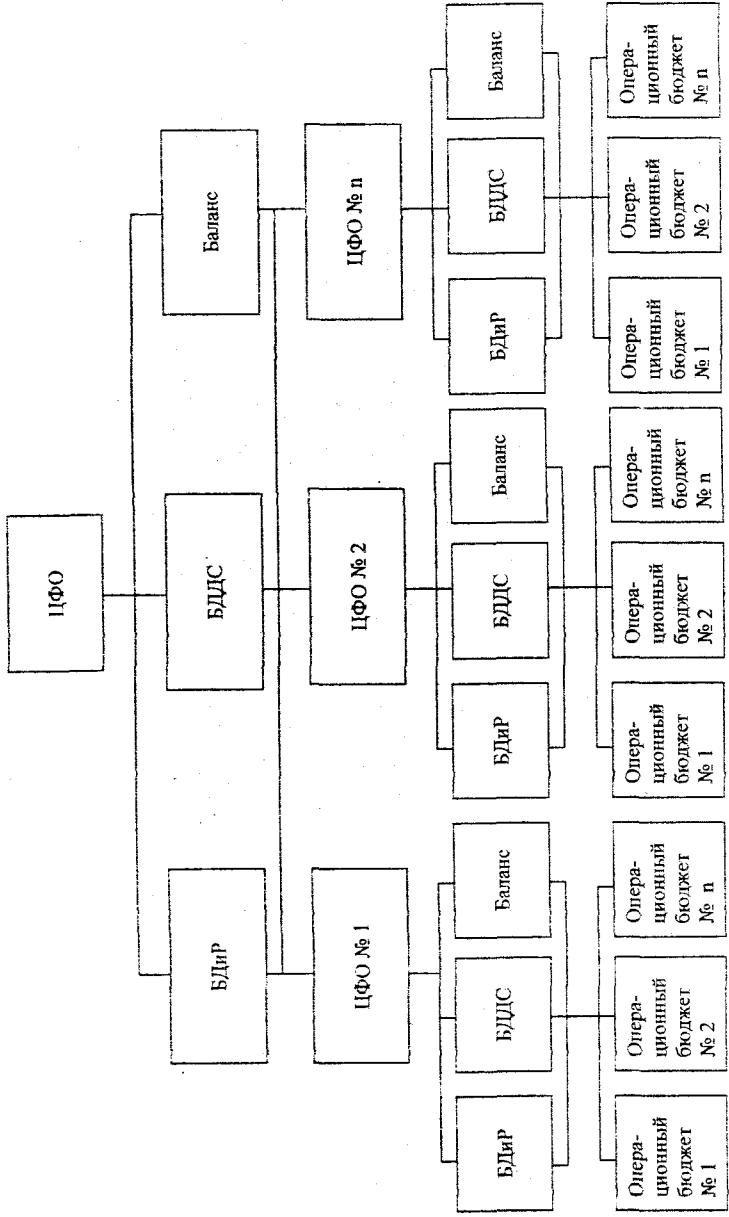 ЦФО
БДиР
БДДС
Баланс
ЦФО № 1
ЦФО № 2
ЦФО № n
БДиР
БДДС
Баланс
БДиР
БДДС
Баланс
БДиР
БДДС
Баланс
Опера-
ционный
бюджет
№ 1
Опера-
ционный
бюджет
№ 2
Опера-
ционный
бюджет
№ n
Опера-
ционный
бюджет
№ 1
Опера-
ционный
бюджет
№ 2
Опера-
ционный
бюджет
№ n
Опера-
ционный
бюджет
№ 1
Опера-
ционный
бюджет
№ 2
Опера-
ционный
бюджет
№ n